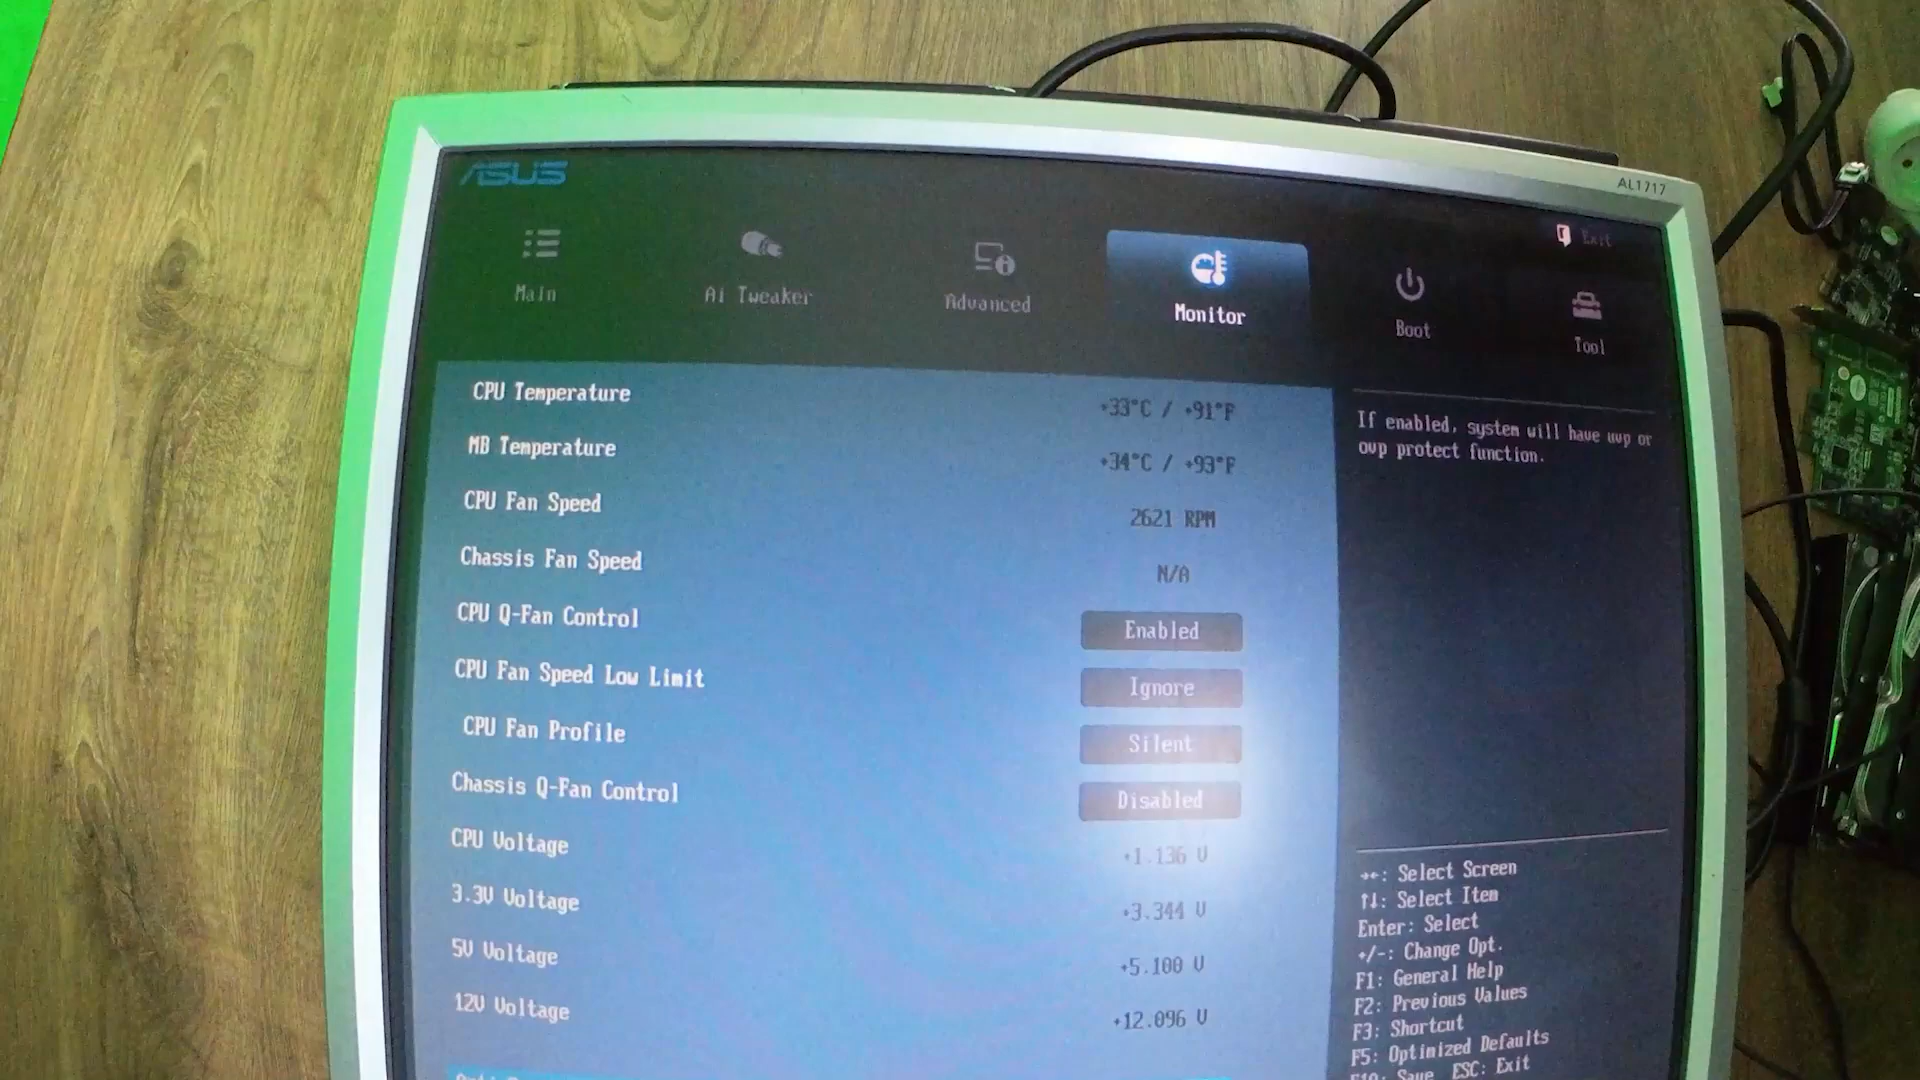 AL1717
ASUS
Exit
Main
Ai Tweaker
Advanced
Monitor
Boot
Tool
CPU Temperature +33°C / +91°F
MB Temperature +34°C / +93°F
CPU Fan Speed 2621 RPM
Chassis Fan Speed N/A
CPU Q-Fan Control Enabled
CPU Fan Speed Low Limit Ignore
CPU Fan Profile Silent
Chassis Q-Fan Control Disabled
CPU Voltage +1.136 V
3.3V Voltage +3.344 V
5V Voltage +5.100 V
12V Voltage +12.096 V
If enabled, system will have uvp or
ovp protect function.
→←: Select Screen
↑↓: Select Item
Enter: Select
+/-: Change Opt.
F1: General Help
F2: Previous Values
F3: Shortcut
F5: Optimized Defaults
F10: Save ESC: Exit